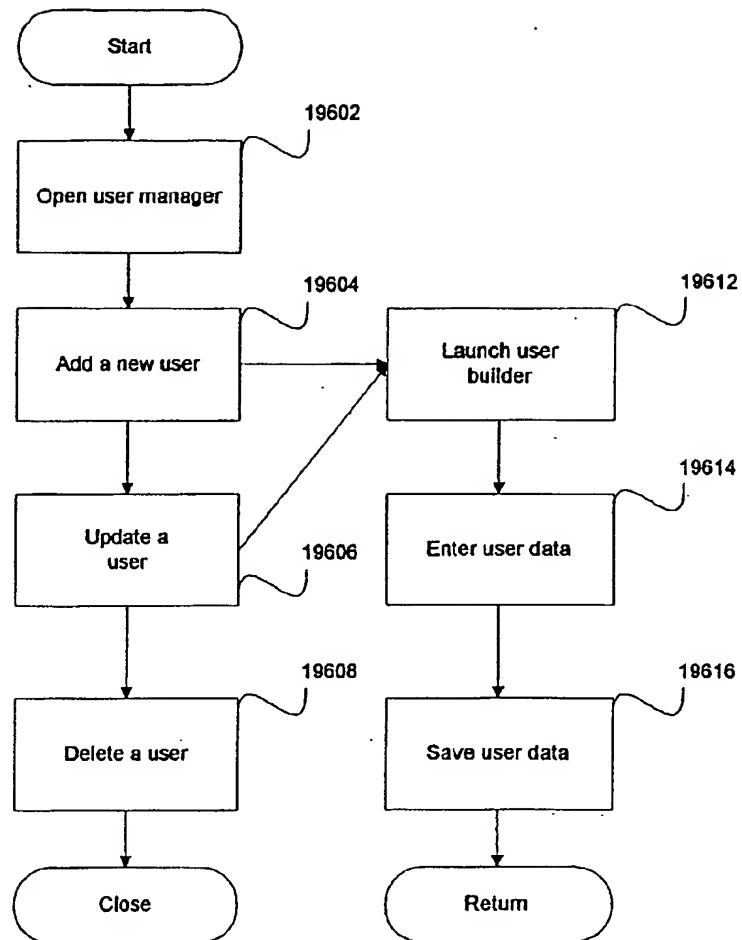 Start
19602
Open user manager
19604
Add a new user
19612
Launch user
builder
Update a
user
19606
19614
Enter user data
19608
Delete a user
19616
Save user data
Close
Return